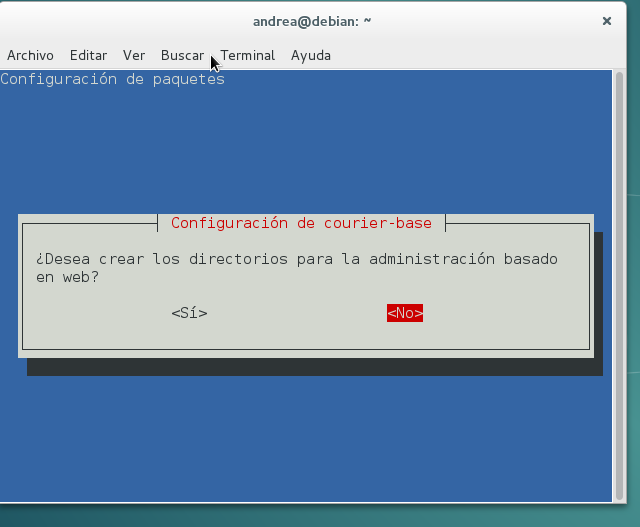 andrea@debian: ~
Archivo Editar Ver Buscar Terminal Ayuda
Configuración de paquetes
Configuración de courier-base
¿Desea crear los directorios para la administración basado
en web?
<Sí> <No>